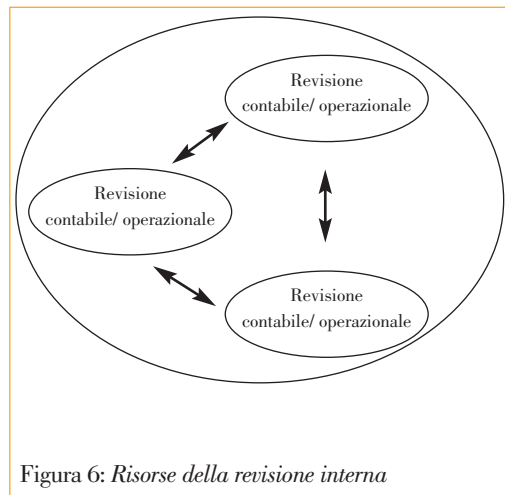 Revisione
contabile/ operazionale
Revisione
contabile/ operazionale
Revisione
contabile/ operazionale
Figura 6: Risorse della revisione interna